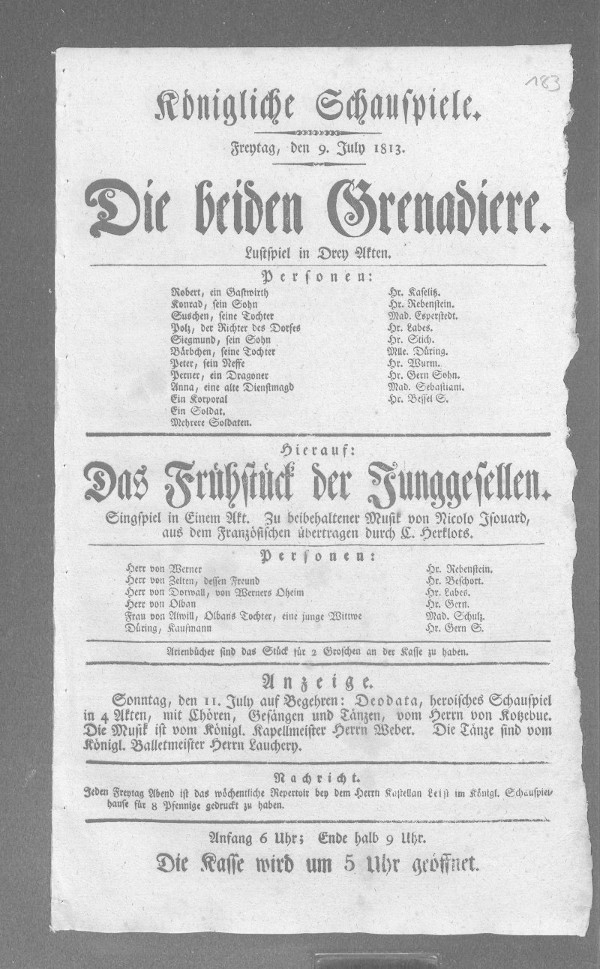 183
Königliche Schauspiele.
Freytag, den 9. July 1813.
Die beiden Grenadiere.
Lustspiel in Drey Akten.
Personen:
Robert, ein Gastwirth Hr. Kaselitz.
Konrad, sein Sohn Hr. Rebenstein.
Suschen, seine Tochter Mad. Esperstedt.
Polz, der Richter des Dorfes Hr. Labes.
Siegmund, sein Sohn Hr. Stich.
Bärbchen, seine Tochter Mlle. Düring.
Peter, sein Neffe Hr. Wurm.
Perner, ein Dragoner Hr. Gern Sohn.
Anna, eine alte Dienstmagd Mad. Sebastiani.
Ein Korporal Hr. Bessel S.
Ein Soldat.
Mehrere Soldaten.
Hierauf:
Das Frühstück der Junggesellen.
Singspiel in Einem Akt. Zu beibehaltener Musik von Nicolo Isouard,
aus dem Französischen übertragen durch C. Herklots.
Personen:
Herr von Werner Hr. Rebenstein.
Herr von Zelten, dessen Freund Hr. Beschort.
Herr von Dorwall, von Werners Oheim Hr. Labes.
Herr von Olban Hr. Gern.
Frau von Alwill, Olbans Tochter, eine junge Wittwe Mad. Schulz.
Düring, Kaufmann Hr. Gern S.
Arienbücher sind das Stück für 2 Groschen an der Kasse zu haben.
Anzeige.
Sonntag, den 11. July auf Begehren: Deodata, heroisches Schauspiel
in 4 Akten, mit Chören, Gesängen und Tänzen, vom Herrn von Kotzebue.
Die Musik ist vom Königl. Kapellmeister Herrn Weber. Die Tänze sind vom
Königl. Balletmeister Herrn Lauchery.
Nachricht.
Jeden Freytag Abend ist das wöchentliche Repertoir bey dem Herrn Kastellan Leist im Königl. Schauspiel-
hause für 8 Pfennige gedruckt zu haben.
Anfang 6 Uhr; Ende halb 9 Uhr.
Die Kasse wird um 5 Uhr geöffnet.